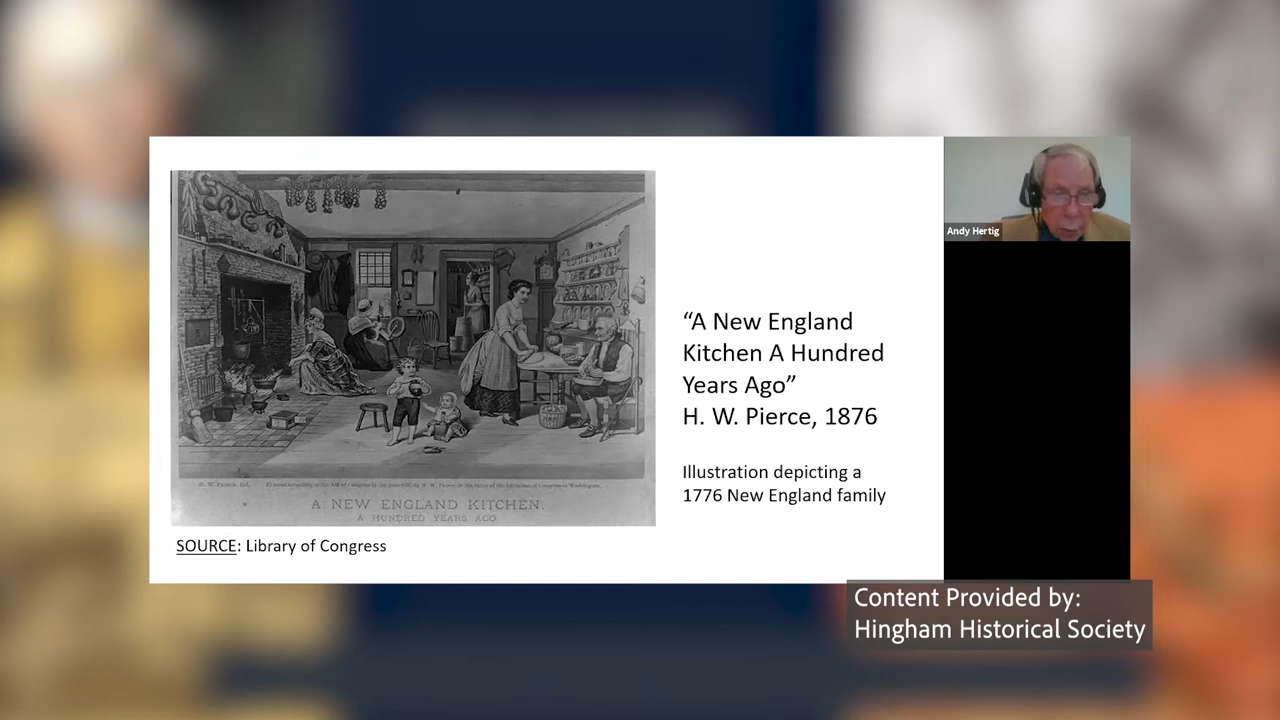 "A New England
Kitchen A Hundred
Years Ago"
H. W. Pierce, 1876
Illustration depicting a
1776 New England family
A NEW ENGLAND KITCHEN.
A HUNDRED YEARS AGO.
SOURCE: Library of Congress
Andy Hertig
Content Provided by:
Hingham Historical Society